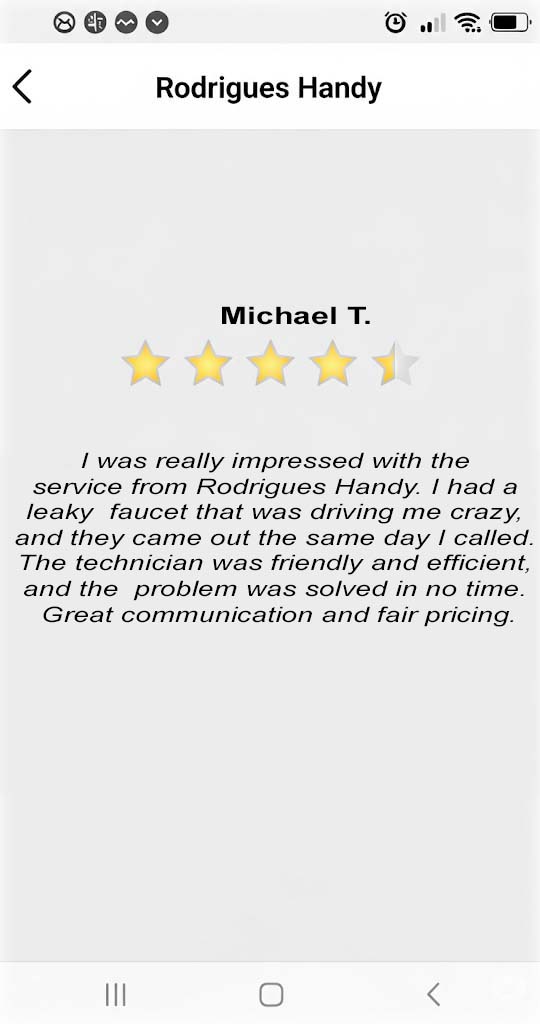 Rodrigues Handy
Michael T.
I was really impressed with the
service from Rodrigues Handy. I had a
leaky  faucet that was driving me crazy,
and they came out the same day I called.
The technician was friendly and efficient,
and the  problem was solved in no time.
Great communication and fair pricing.